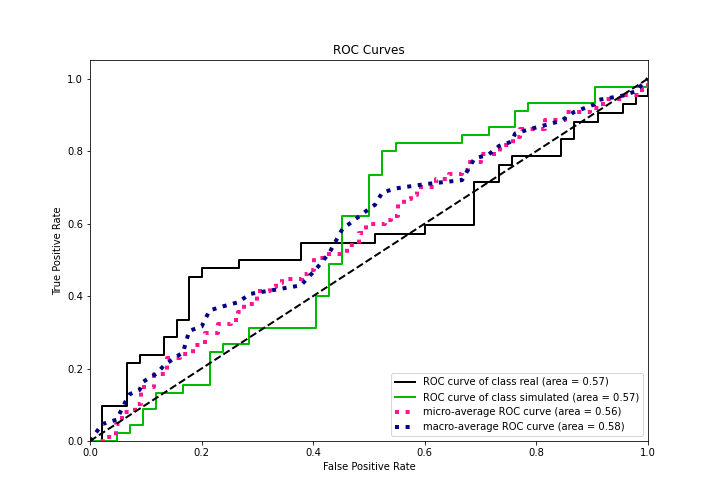 ROC Curves
1.0
0.8
0.6
0.4
0.2
0.0
True Positive Rate
0.0 0.2 0.4 0.6 0.8 1.0
False Positive Rate
ROC curve of class real (area = 0.57)
ROC curve of class simulated (area = 0.57)
micro-average ROC curve (area = 0.56)
macro-average ROC curve (area = 0.58)